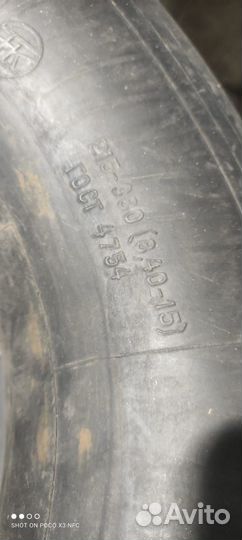 215-380 (8,40-15)
ГОСТ 4754
SHOT ON POCO X3 NFC
Avito